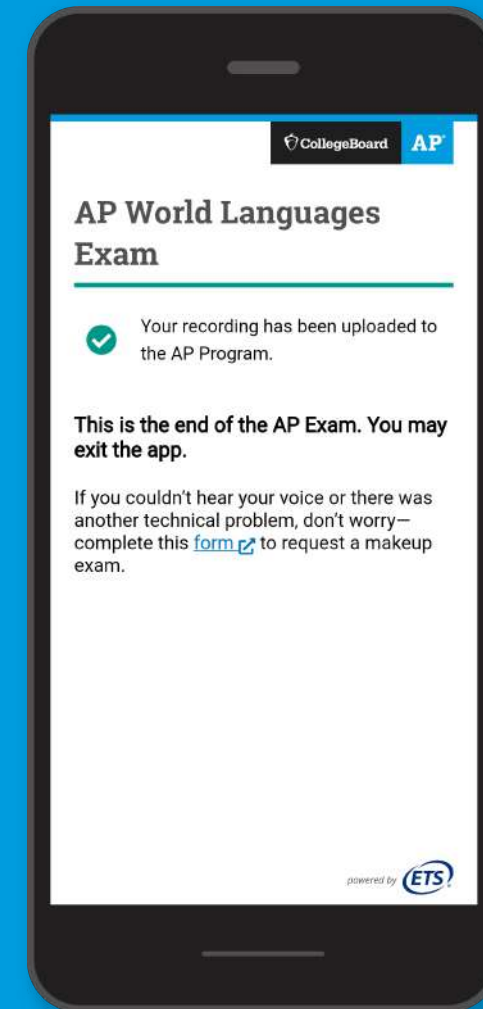 CollegeBoard AP
AP World Languages
Exam
Your recording has been uploaded to
the AP Program.
This is the end of the AP Exam. You may
exit the app.
If you couldn't hear your voice or there was
another technical problem, don't worry—
complete this form to request a makeup
exam.
powered by ETS